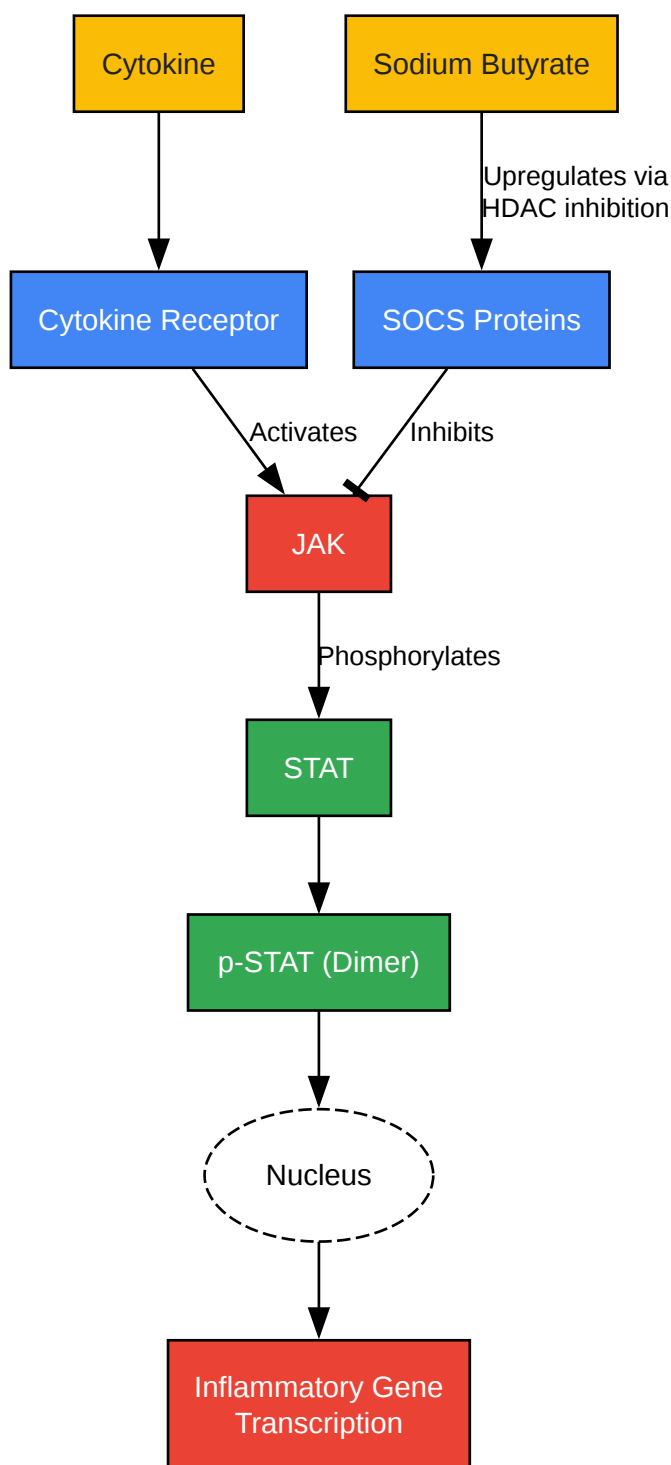 Cytokine
Sodium Butyrate
Upregulates via
HDAC inhibition
Cytokine Receptor
SOCS Proteins
Activates
Inhibits
JAK
Phosphorylates
STAT
p-STAT (Dimer)
Nucleus
Inflammatory Gene
Transcription